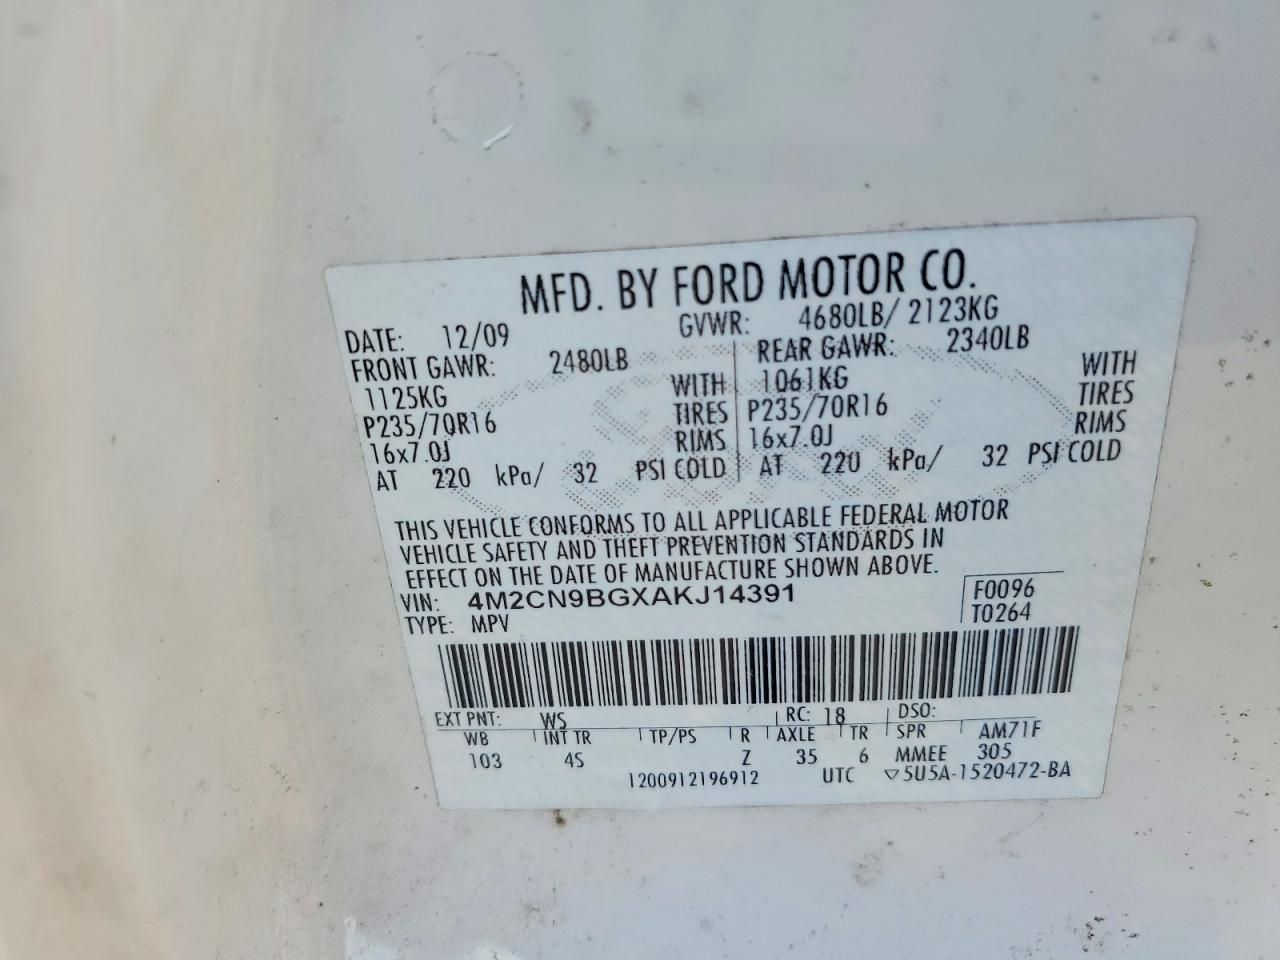 MFD. BY FORD MOTOR CO.
DATE: 12/09 GVWR: 4680LB/ 2123KG
FRONT GAWR: 2480LB REAR GAWR: 2340LB
1125KG WITH 1061KG WITH
P235/70R16 TIRES P235/70R16 TIRES
16x7.0J RIMS 16x7.0J RIMS
AT 220 kPa/ 32 PSI COLD AT 220 kPa/ 32 PSI COLD
THIS VEHICLE CONFORMS TO ALL APPLICABLE FEDERAL MOTOR
VEHICLE SAFETY AND THEFT PREVENTION STANDARDS IN
EFFECT ON THE DATE OF MANUFACTURE SHOWN ABOVE.
VIN: 4M2CN9BGXAKJ14391 F0096
TYPE: MPV T0264
EXT PNT: WS RC: 18 DSO:
WB INT TR TP/PS R AXLE TR SPR AM71F
103 4S Z 35 6 MMEE 305
1200912196912 UTC ▽5U5A-1520472-BA